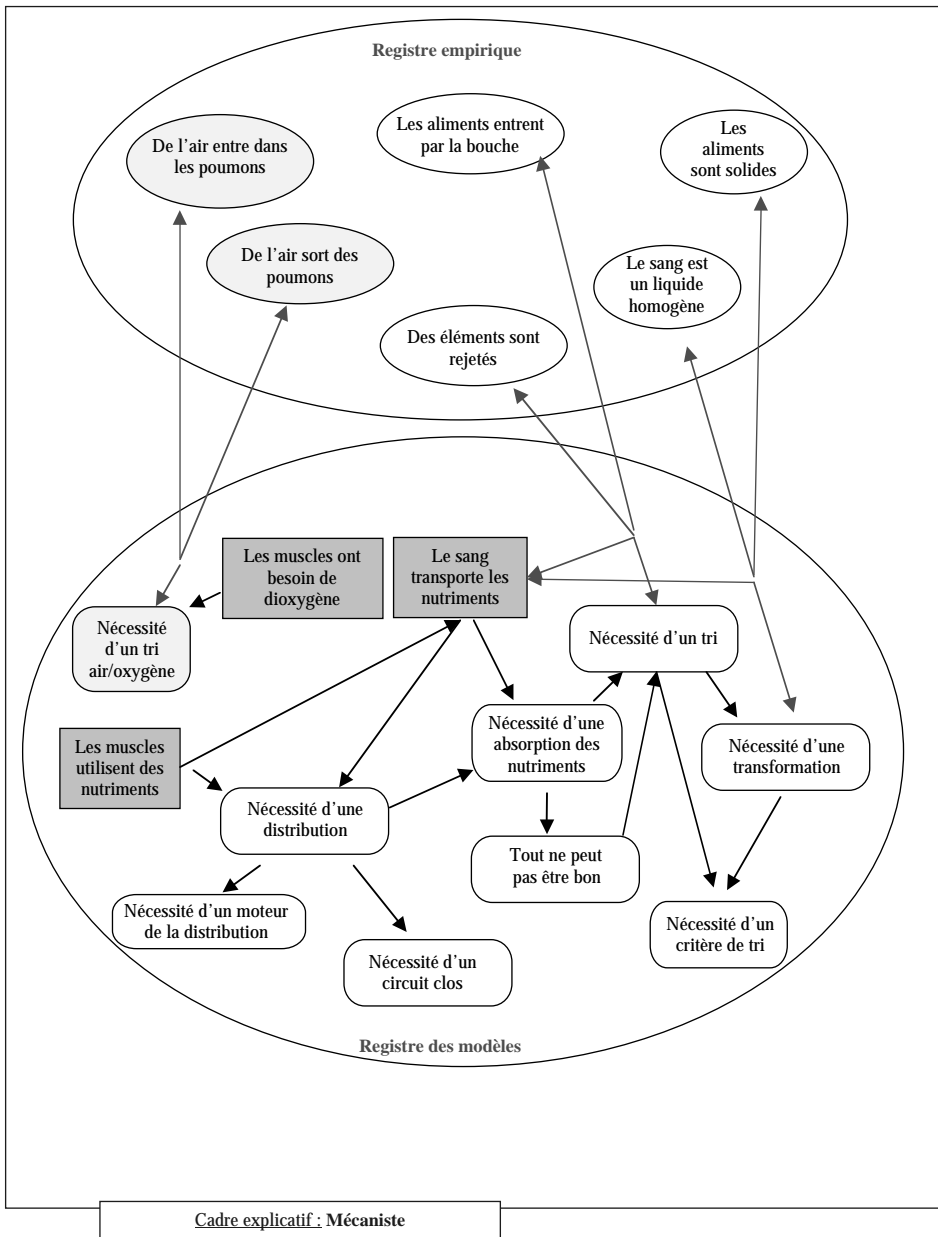 Registre empirique
De l'air entre dans
les poumons
Les aliments entrent
par la bouche
Les
aliments
sont solides
De l'air sort des
poumons
Le sang est
un liquide
homogène
Des éléments sont
rejetés
Les muscles ont
besoin de
dioxygène
Le sang
transporte les
nutriments
Nécessité
d'un tri
air/oxygène
Nécessité d'un tri
Les muscles
utilisent des
nutriments
Nécessité d'une
absorption des
nutriments
Nécessité d'une
transformation
Nécessité d'une
distribution
Tout ne peut
pas être bon
Nécessité d'un moteur
de la distribution
Nécessité d'un
critère de tri
Nécessité d'un
circuit clos
Registre des modèles
Cadre explicatif : Mécaniste